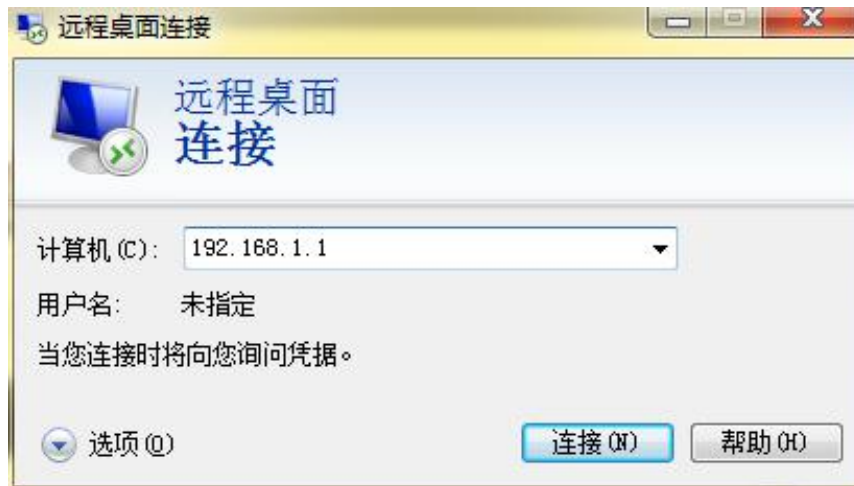 远程桌面连接
远程桌面
连接
计算机(C): 192.168.1.1
用户名: 未指定
当您连接时将向您询问凭据。
选项(O) 连接(N) 帮助(H)